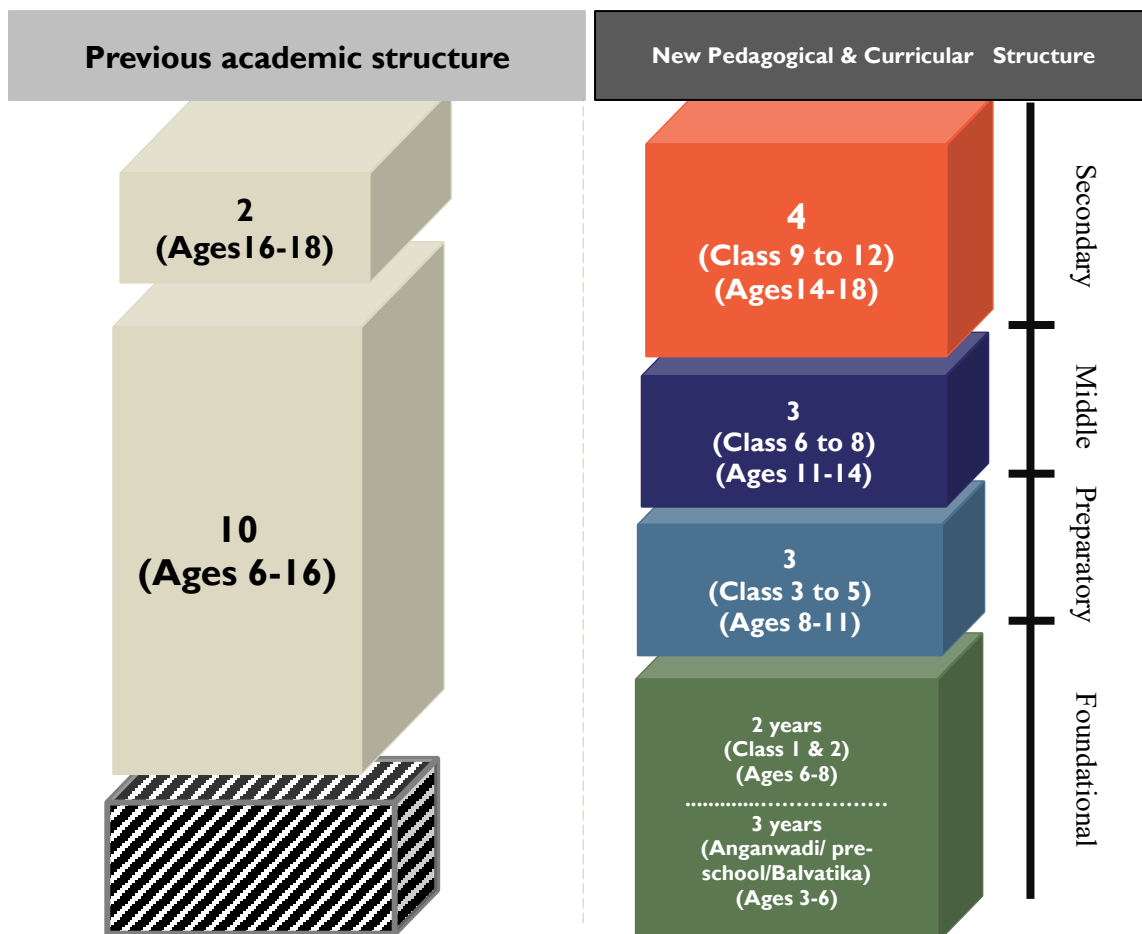 Previous academic structure
New Pedagogical & Curricular Structure
2
(Ages16-18)
10
(Ages 6-16)
4
(Class 9 to 12)
(Ages14-18)
Secondary
3
(Class 6 to 8)
(Ages 11-14)
Middle
3
(Class 3 to 5)
(Ages 8-11)
Preparatory
2 years
(Class 1 & 2)
(Ages 6-8)
................................
3 years
(Anganwadi/ pre-
school/Balvatika)
(Ages 3-6)
Foundational